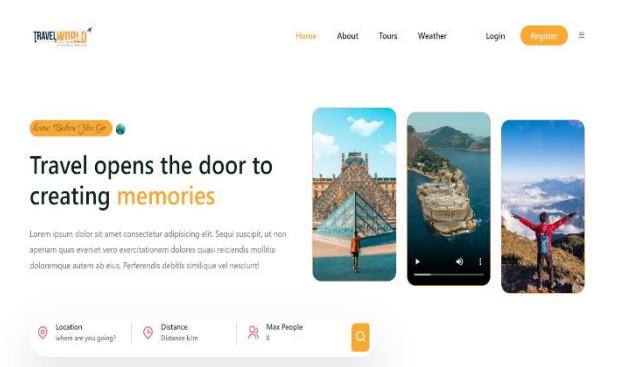 TRAVEL WORLD
Home About Tours Weather Login Register
Know Before You Go
Travel opens the door to
creating memories
Lorem ipsum dolor sit amet consectetur adipisicing elit. Sequi suscipit, ut non
aperiam quas eveniet vero exercitationem dolores quasi reiciendis mollitia
doloremque autem ab eius. Perferendis debitis similique vel nesciunt!
Location
where are you going?
Distance
Distance k/m
Max People
0